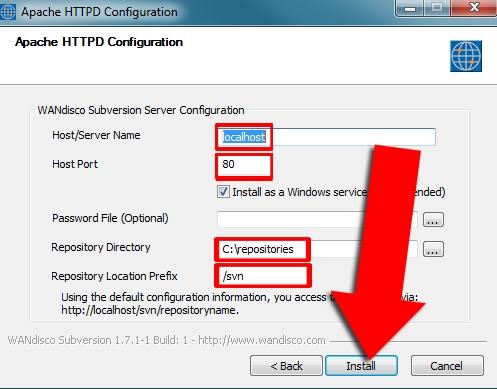 Apache HTTPD Configuration
Apache HTTPD Configuration
WANdisco Subversion Server Configuration
Host/Server Name localhost
Host Port 80
Install as a Windows service ended)
Password File (Optional) ...
Repository Directory C:\repositories ...
Repository Location Prefix /svn
Using the default configuration information, you access t via:
http://localhost/svn/repositoryname.
WANdisco Subversion 1.7.1-1 Build: 1 - http://www.wandisco.com
< Back Install Cancel